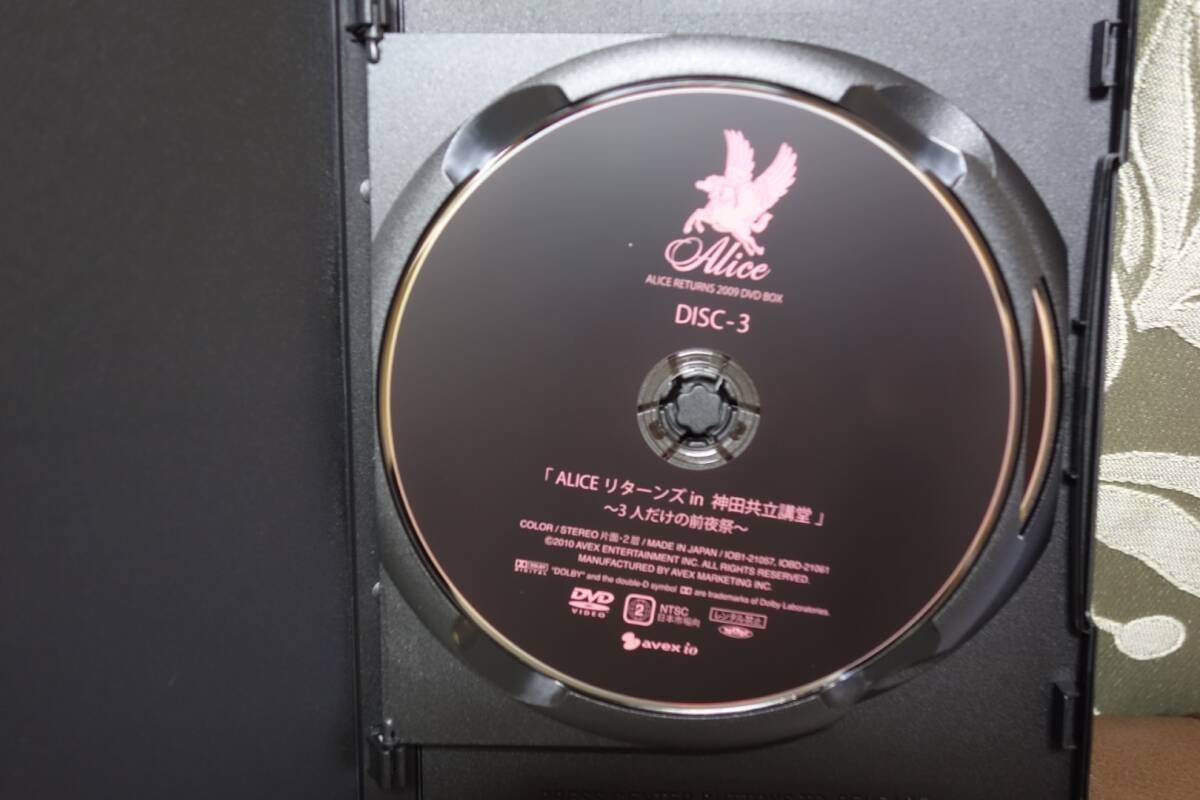 Alice
ALICE RETURNS 2009 DVD BOX
DISC-3
「 ALICE リターンズ in 神田共立講堂 」
～3 人だけの前夜祭～
COLOR / STEREO 片面・2 層 / MADE IN JAPAN / IOB1-21057, IOBD-21061
©2010 AVEX ENTERTAINMENT INC. ALL RIGHTS RESERVED.
MANUFACTURED BY AVEX MARKETING INC.
DOLBY DIGITAL "DOLBY" and the double-D symbol are trademarks of Dolby Laboratories.
DVD VIDEO 2 NTSC 日本市場向 レンタル禁止
avex io